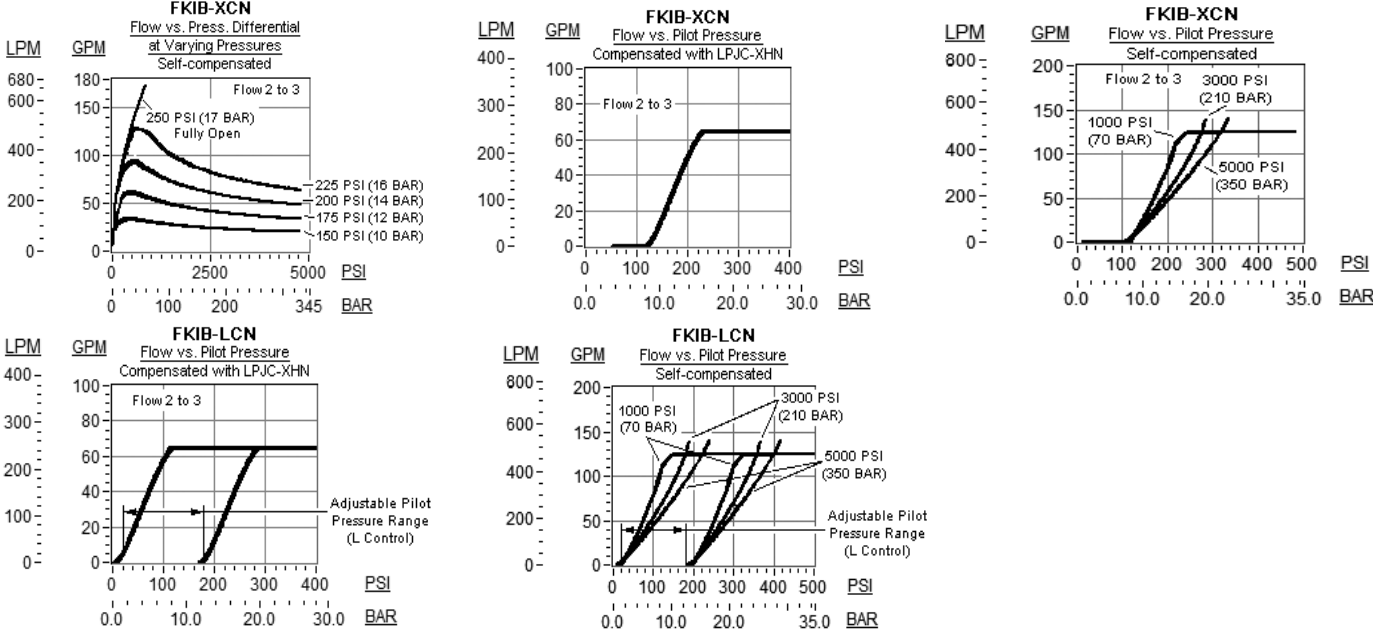 FKIB-XCN
Flow vs. Press. Differential
at Varying Pressures
Self-compensated
LPM
GPM
680
600
400
200
0
180
150
100
50
0
Flow 2 to 3
250 PSI (17 BAR)
Fully Open
225 PSI (16 BAR)
200 PSI (14 BAR)
175 PSI (12 BAR)
150 PSI (10 BAR)
0 2500 5000 PSI
0 100 200 345 BAR
FKIB-XCN
Flow vs. Pilot Pressure
Compensated with LPJC-XHN
LPM
GPM
400
300
200
100
0
100
80
60
40
20
0
Flow 2 to 3
0 100 200 300 400 PSI
0.0 10.0 20.0 30.0 BAR
FKIB-XCN
Flow vs. Pilot Pressure
Self-compensated
LPM
GPM
800
600
400
200
0
200
150
100
50
0
Flow 2 to 3
3000 PSI
(210 BAR)
1000 PSI
(70 BAR)
5000 PSI
(350 BAR)
0 100 200 300 400 500 PSI
0.0 10.0 20.0 35.0 BAR
FKIB-LCN
Flow vs. Pilot Pressure
Compensated with LPJC-XHN
LPM
GPM
400
300
200
100
0
100
80
60
40
20
0
Flow 2 to 3
Adjustable Pilot
Pressure Range
(L Control)
0 100 200 300 400 PSI
0.0 10.0 20.0 30.0 BAR
FKIB-LCN
Flow vs. Pilot Pressure
Self-compensated
LPM
GPM
800
600
400
200
0
200
150
100
50
0
1000 PSI
(70 BAR)
3000 PSI
(210 BAR)
5000 PSI
(350 BAR)
Adjustable Pilot
Pressure Range
(L Control)
0 100 200 300 400 500 PSI
0.0 10.0 20.0 35.0 BAR